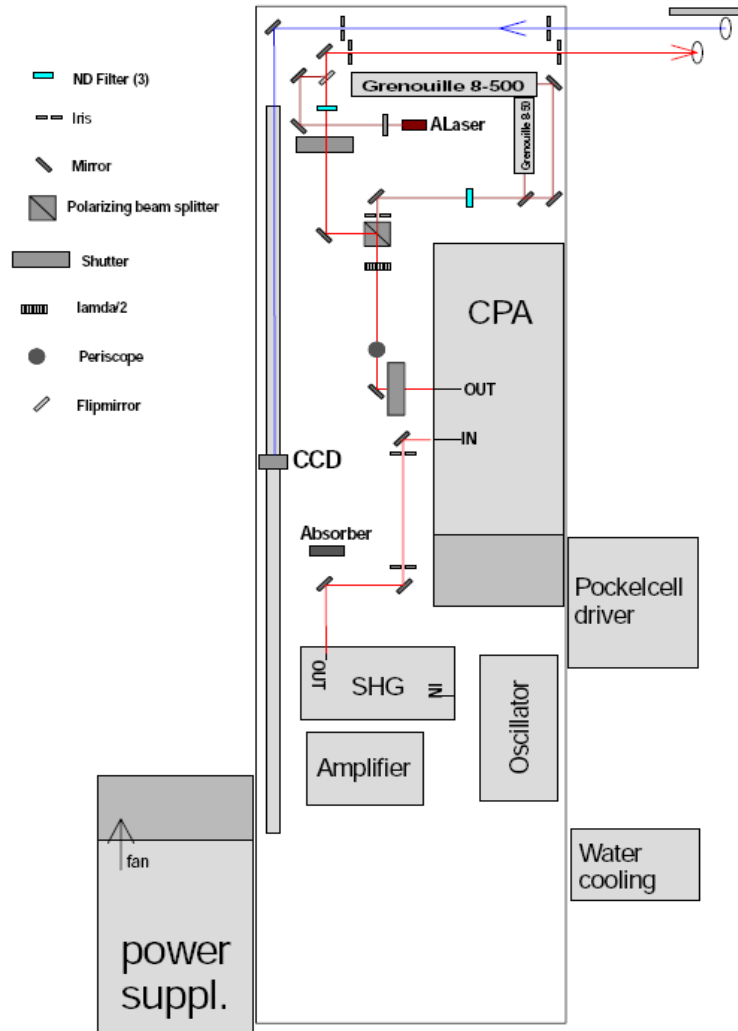 ND Filter (3)
Iris
Mirror
Polarizing beam splitter
Shutter
lamda/2
Periscope
Flipmirror
Grenouille 8-500
Grenouille 8-50
ALaser
CPA
OUT
IN
CCD
Absorber
Pockelcell
driver
OUT
SHG
IN
Oscillator
Amplifier
fan
Water
cooling
power
suppl.